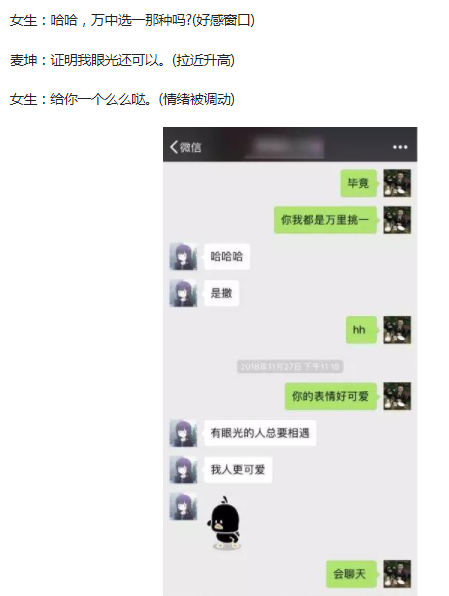 女生：哈哈，万中选一那种吗?(好感窗口)
麦坤：证明我眼光还可以。(拉近升高)
女生：给你一个么么哒。(情绪被调动)
微信
毕竟
你我都是万里挑一
哈哈哈
是撒
hh
2018年11月27日 下午11:18
你的表情好可爱
有眼光的人总要相遇
我人更可爱
会聊天